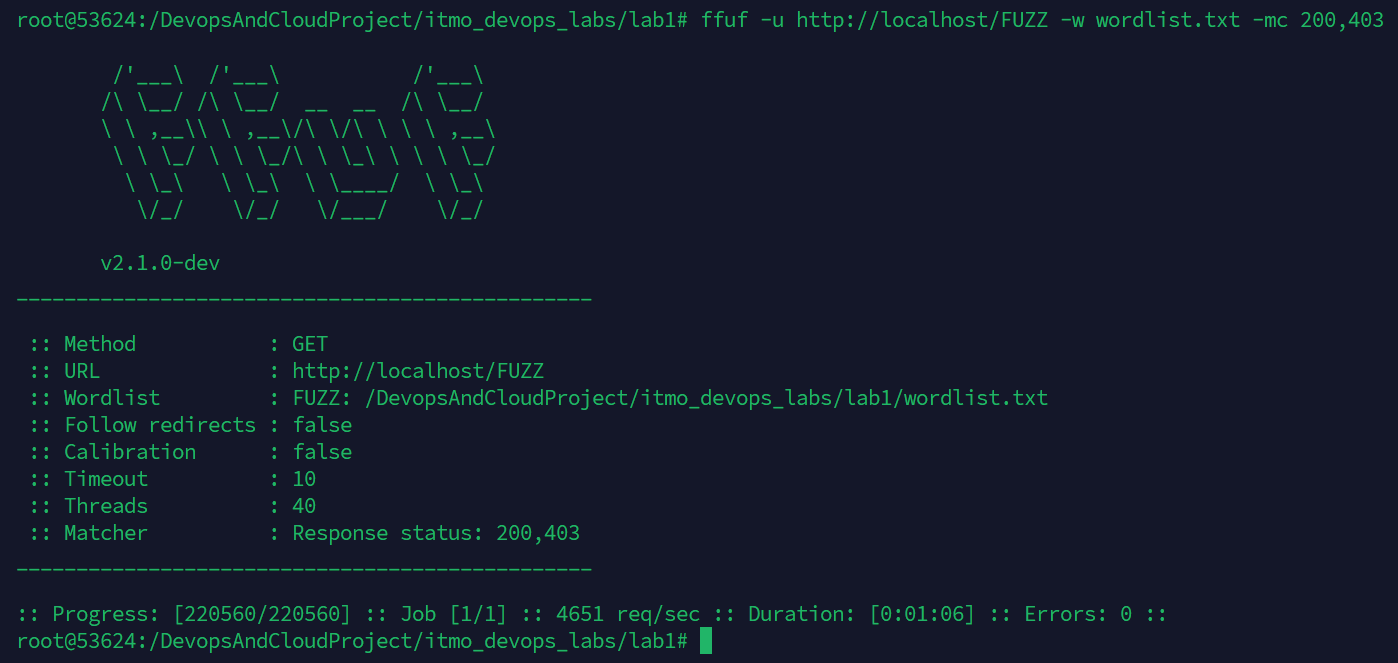 root@53624:/DevopsAndCloudProject/itmo_devops_labs/lab1# ffuf -u http://localhost/FUZZ -w wordlist.txt -mc 200,403
        /'___\  /'___\           /'___\
       /\ \__/ /\ \__/  __  __  /\ \__/
       \ \ ,__\\ \ ,__\/\ \/\ \ \ \ ,__\
        \ \ \_/ \ \ \_/\ \ \_\ \ \ \ \_/
         \ \_\   \ \_\  \ \____/  \ \_\
          \/_/    \/_/   \/___/    \/_/
       v2.1.0-dev
________________________________________________
 :: Method           : GET
 :: URL              : http://localhost/FUZZ
 :: Wordlist         : FUZZ: /DevopsAndCloudProject/itmo_devops_labs/lab1/wordlist.txt
 :: Follow redirects : false
 :: Calibration      : false
 :: Timeout          : 10
 :: Threads          : 40
 :: Matcher          : Response status: 200,403
________________________________________________
:: Progress: [220560/220560] :: Job [1/1] :: 4651 req/sec :: Duration: [0:01:06] :: Errors: 0 ::
root@53624:/DevopsAndCloudProject/itmo_devops_labs/lab1#